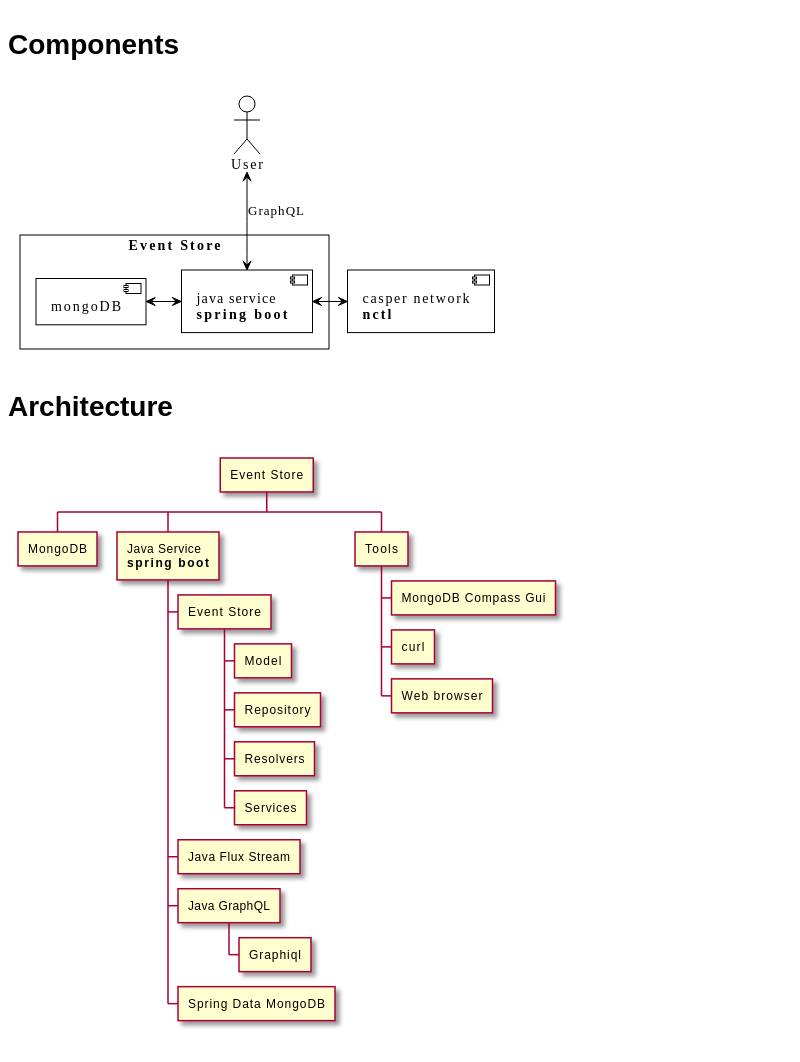 Components
User
GraphQL
Event Store
mongoDB
java service
spring boot
casper network
nctl
Architecture
Event Store
MongoDB
Java Service
spring boot
Tools
MongoDB Compass Gui
Event Store
curl
Model
Web browser
Repository
Resolvers
Services
Java Flux Stream
Java GraphQL
Graphiql
Spring Data MongoDB